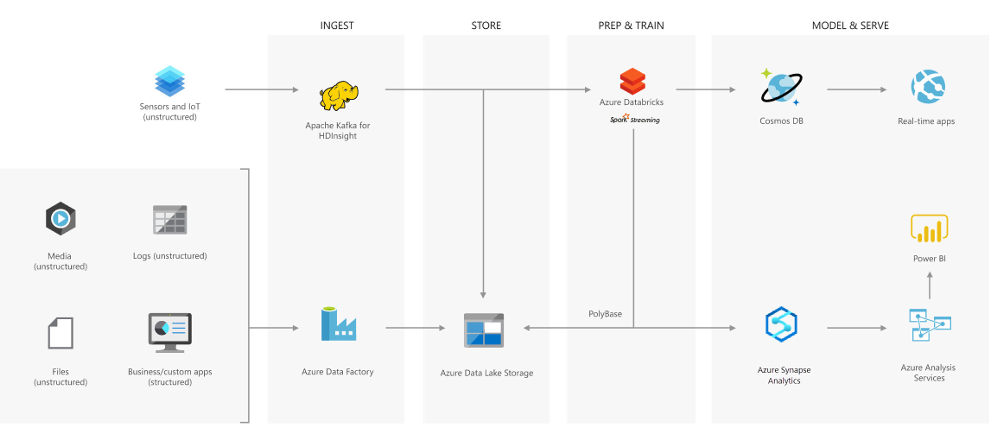 INGEST
STORE
PREP & TRAIN
MODEL & SERVE
Sensors and IoT
(unstructured)
Apache Kafka for
HDInsight
Azure Databricks
Spark Streaming
Cosmos DB
Real-time apps
Media
(unstructured)
Logs (unstructured)
Power BI
PolyBase
Files
(unstructured)
Business/custom apps
(structured)
Azure Data Factory
Azure Data Lake Storage
Azure Synapse
Analytics
Azure Analysis
Services